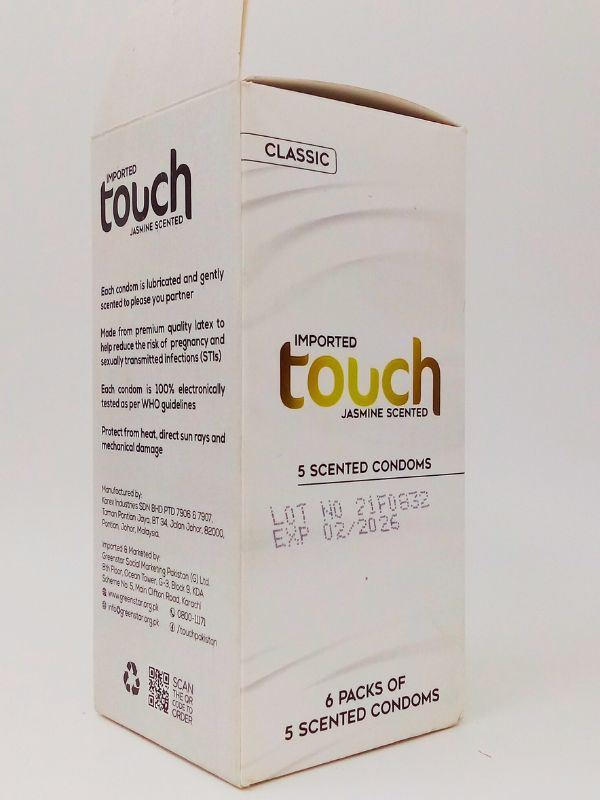 IMPORTED
touch
JASMINE SCENTED
Each condom is lubricated and gently
scented to please you partner
Made from premium quality latex to
help reduce the risk of pregnancy and
sexually transmitted infections (STIs)
Each condom is 100% electronically
tested as per WHO guidelines
Protect from heat, direct sun rays and
mechanical damage
Manufactured by:
Karex Industries SDN BHD PTD 7906 & 7907,
Taman Pontian Jaya, BT 34, Jalan Johar, 82000,
Pontian, Johor, Malaysia.
Imported & Marketed by:
Greenstar Social Marketing Pakistan (G) Ltd.
8th Floor, Ocean Tower, G-3, Block 9, KDA
Scheme No 5, Main Clifton Road, Karachi
www.greenstar.org.pk 0800-11171
info@greenstar.org.pk /touchpakistan
SCAN
THE QR
CODE TO
ORDER
CLASSIC
IMPORTED
touch
JASMINE SCENTED
5 SCENTED CONDOMS
LOT NO 21F0832
EXP 02/2026
6 PACKS OF
5 SCENTED CONDOMS